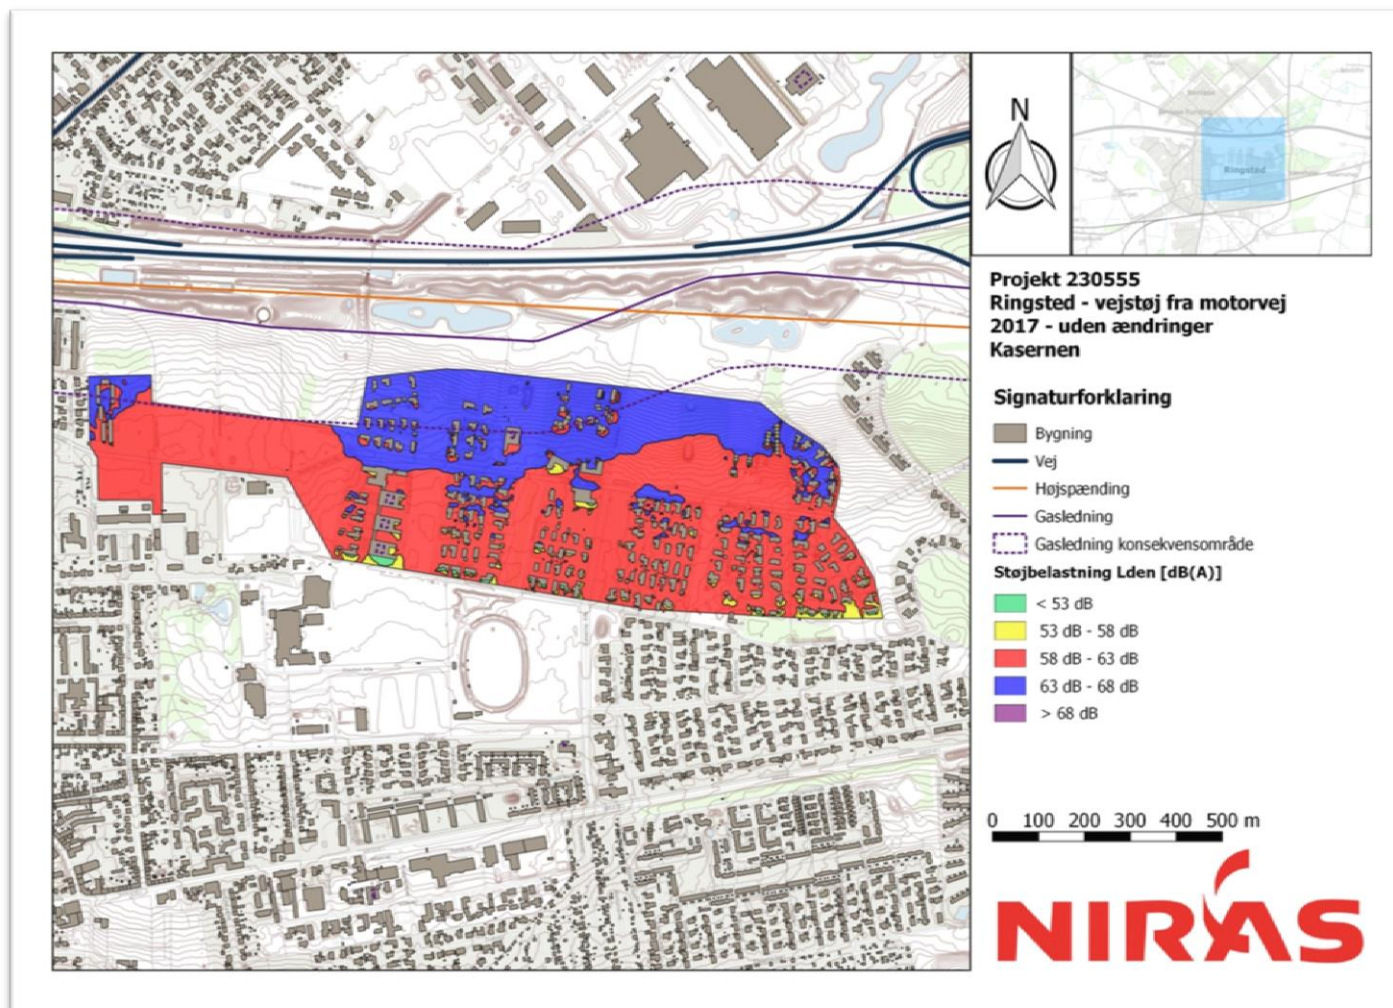 N
Ringsted
Projekt 230555
Ringsted - vejstøj fra motorvej
2017 - uden ændringer
Kasernen
Signaturforklaring
Bygning
Vej
Højspænding
Gasledning
Gasledning konsekvensområde
Støjbelastning Lden [dB(A)]
< 53 dB
53 dB - 58 dB
58 dB - 63 dB
63 dB - 68 dB
> 68 dB
0 100 200 300 400 500 m
NIRAS